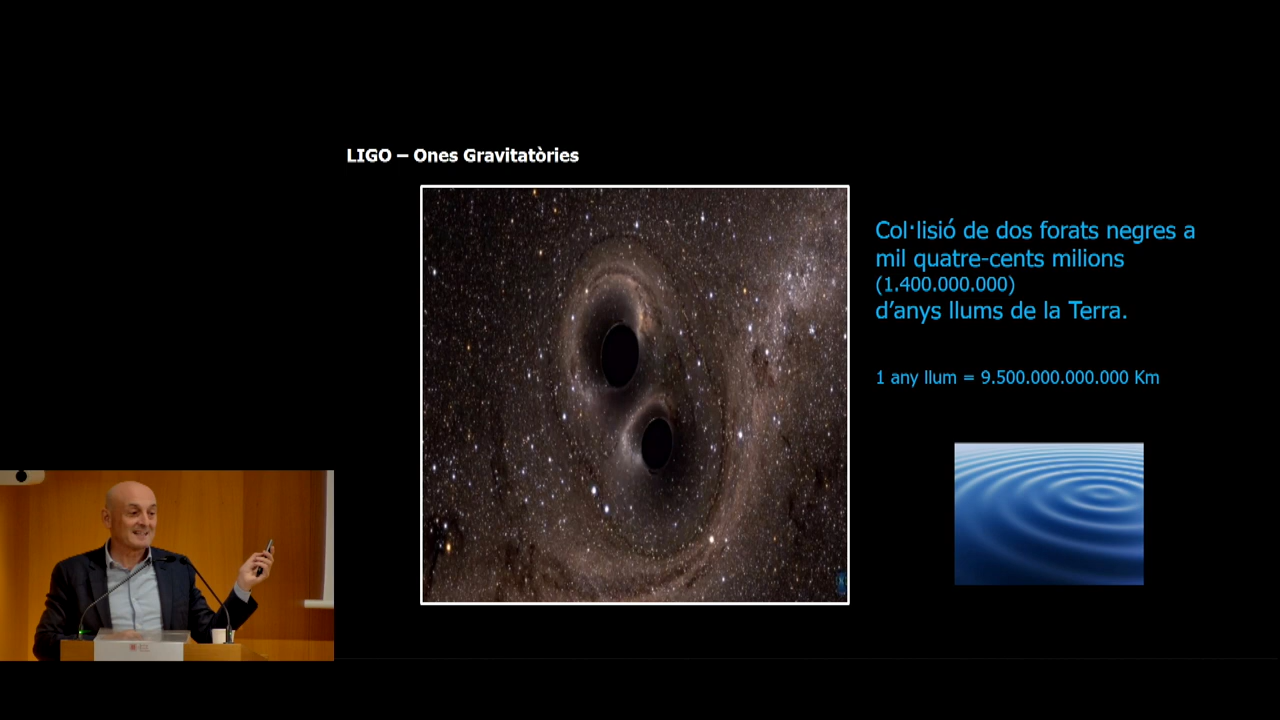 LIGO – Ones Gravitatòries
Col·lisió de dos forats negres a
mil quatre-cents milions
(1.400.000.000)
d’anys llums de la Terra.
1 any llum = 9.500.000.000.000 Km